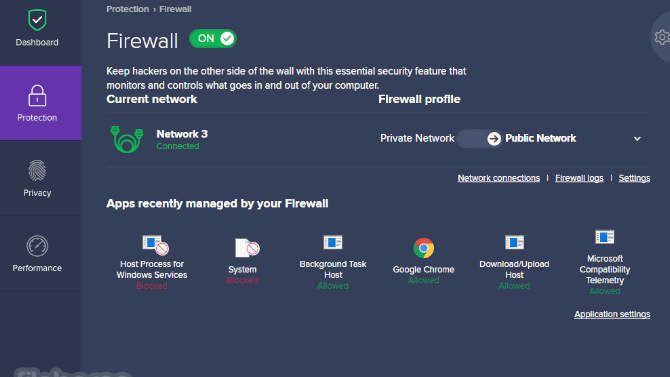 Protection › Firewall
Dashboard
Protection
Privacy
Performance
Firewall ON
Keep hackers on the other side of the wall with this essential security feature that
monitors and controls what goes in and out of your computer.
Current network
Firewall profile
Network 3
Connected
Private Network
Public Network
Network connections | Firewall logs | Settings
Apps recently managed by your Firewall
Host Process for
Windows Services
Blocked
System
Blocked
Background Task
Host
Allowed
Google Chrome
Allowed
Download/Upload
Host
Allowed
Microsoft
Compatibility
Telemetry
Allowed
Application settings